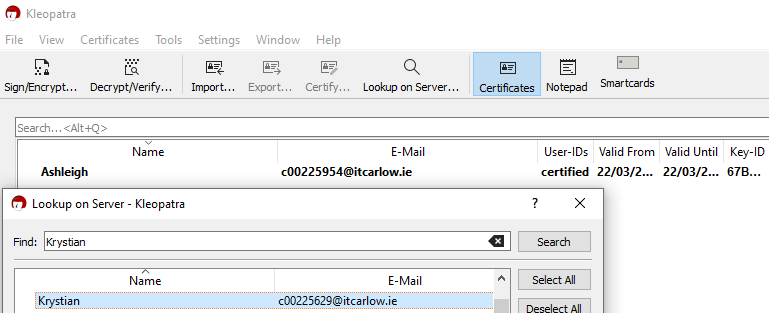 Kleopatra
File View Certificates Tools Settings Window Help
Sign/Encrypt... Decrypt/Verify... Import... Export... Certify... Lookup on Server... Certificates Notepad Smartcards
Search...<Alt+Q>
Name E-Mail User-IDs Valid From Valid Until Key-ID
Ashleigh c00225954@itcarlow.ie certified 22/03/2... 22/03/2... 67B...
Lookup on Server - Kleopatra ?
Find: Krystian Search
Name E-Mail Select All
Krystian c00225629@itcarlow.ie Deselect All